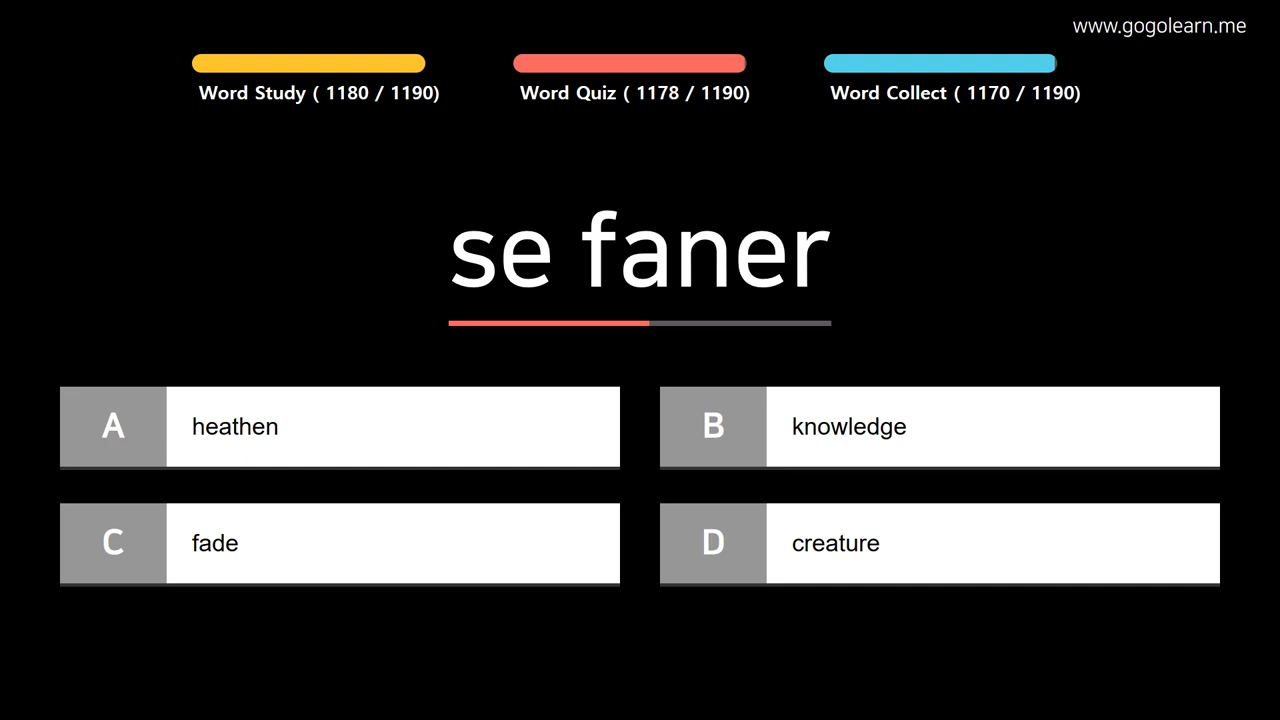 www.gogolearn.me
Word Study ( 1180 / 1190)
Word Quiz ( 1178 / 1190)
Word Collect ( 1170 / 1190)
se faner
A heathen
B knowledge
C fade
D creature